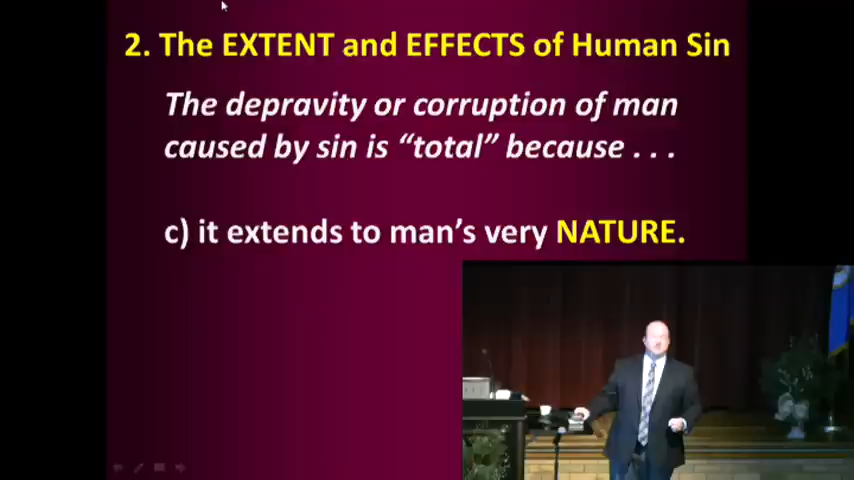 2. The EXTENT and EFFECTS of Human Sin
The depravity or corruption of man
caused by sin is “total” because . . .
c) it extends to man’s very NATURE.